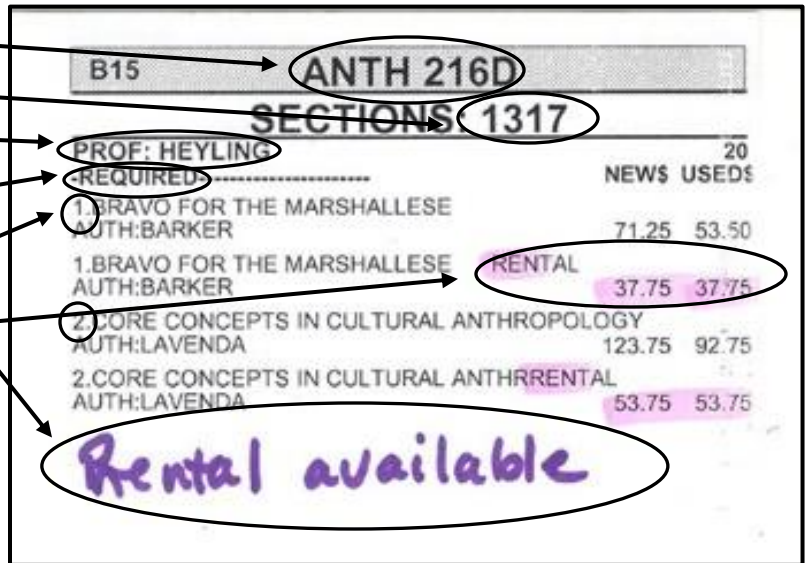 B15 ANTH 216D
SECTIONS: 1317
PROF: HEYLING 20
-REQUIRED--------------------- NEW$ USED$
1.BRAVO FOR THE MARSHALLESE
AUTH:BARKER 71.25 53.50
1.BRAVO FOR THE MARSHALLESE RENTAL
AUTH:BARKER 37.75 37.75
2.CORE CONCEPTS IN CULTURAL ANTHROPOLOGY
AUTH:LAVENDA 123.75 92.75
2.CORE CONCEPTS IN CULTURAL ANTHRRENTAL
AUTH:LAVENDA 53.75 53.75
Rental available